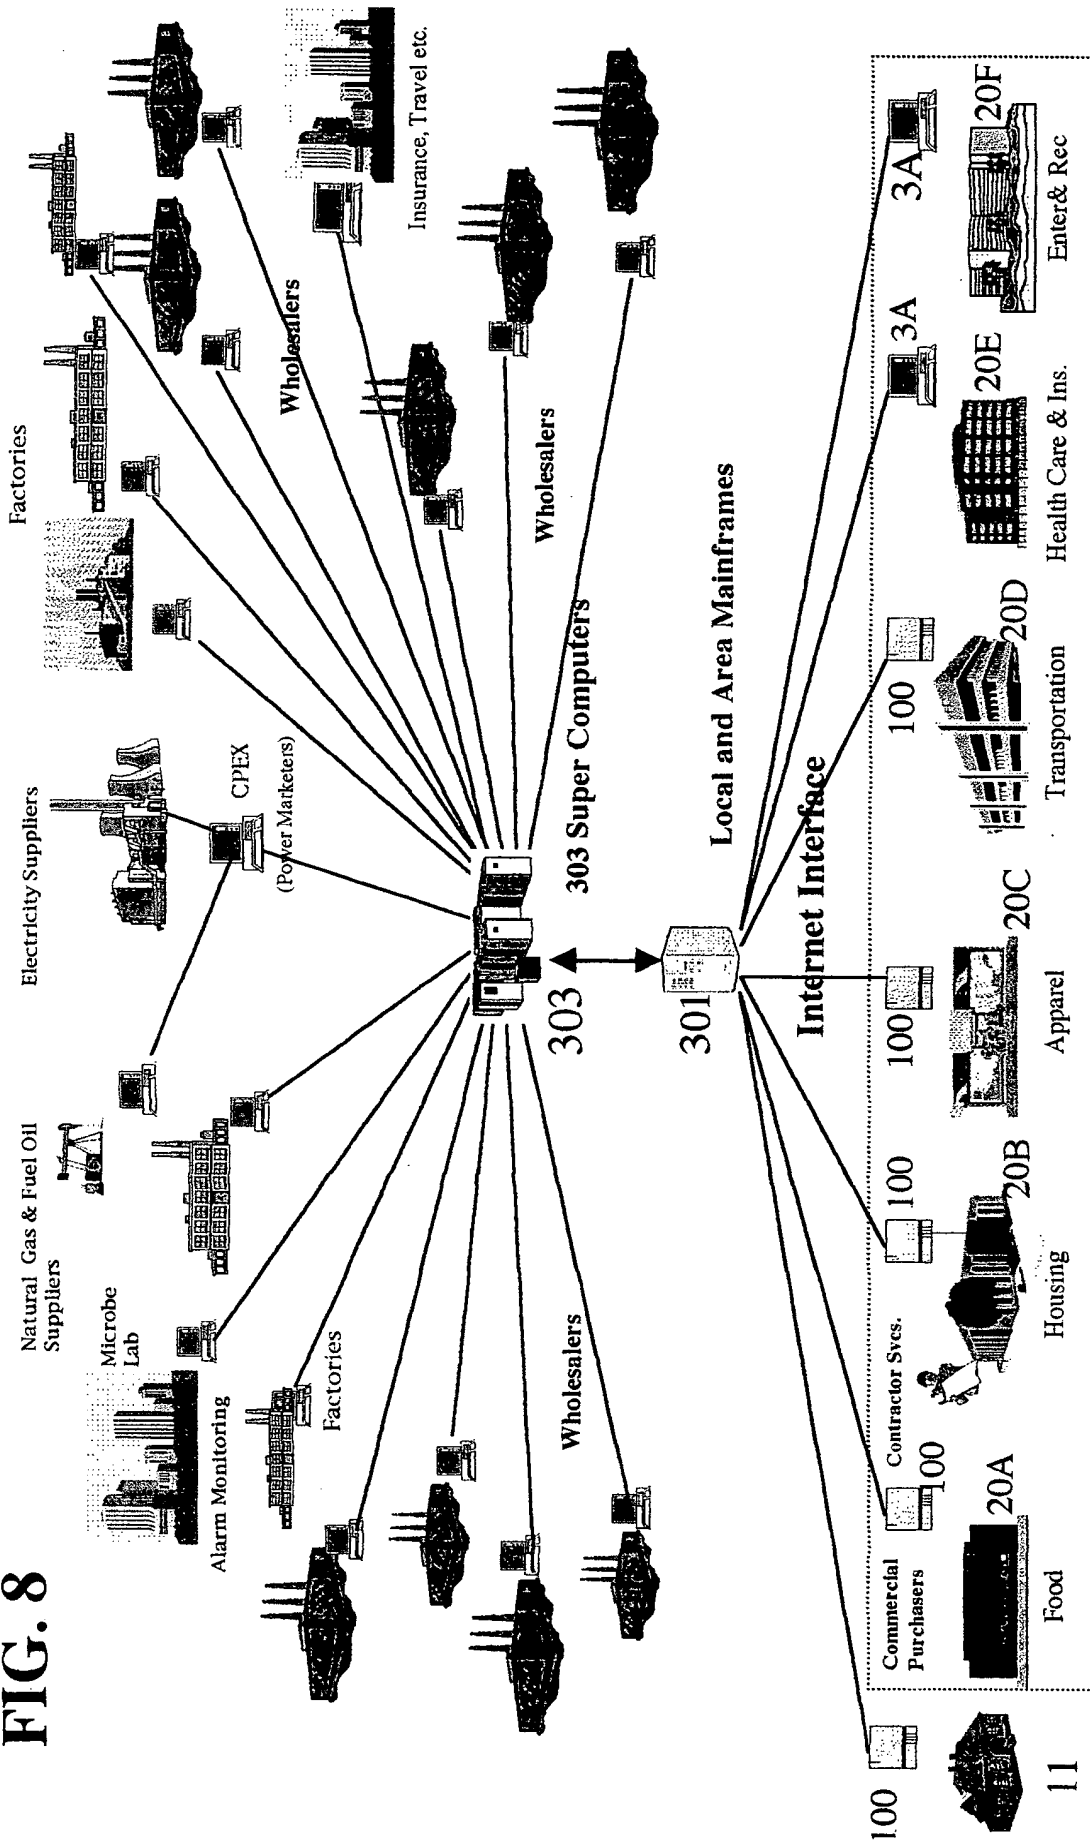 FIG. 8
Natural Gas & Fuel Oil
Suppliers
Electricity Suppliers
Factories
Microbe
Lab
Alarm Monitoring
CPEX
(Power Marketers)
Factories
Wholesalers
Insurance, Travel etc.
Wholesalers
Wholesalers
303
303 Super Computers
301
Local and Area Mainframes
Internet Interface
100
Commercial
Purchasers
100
Contractor Svcs.
100
100
100
3A
3A
11
20A
Food
20B
Housing
20C
Apparel
20D
Transportation
20E
Health Care & Ins.
20F
Enter& Rec